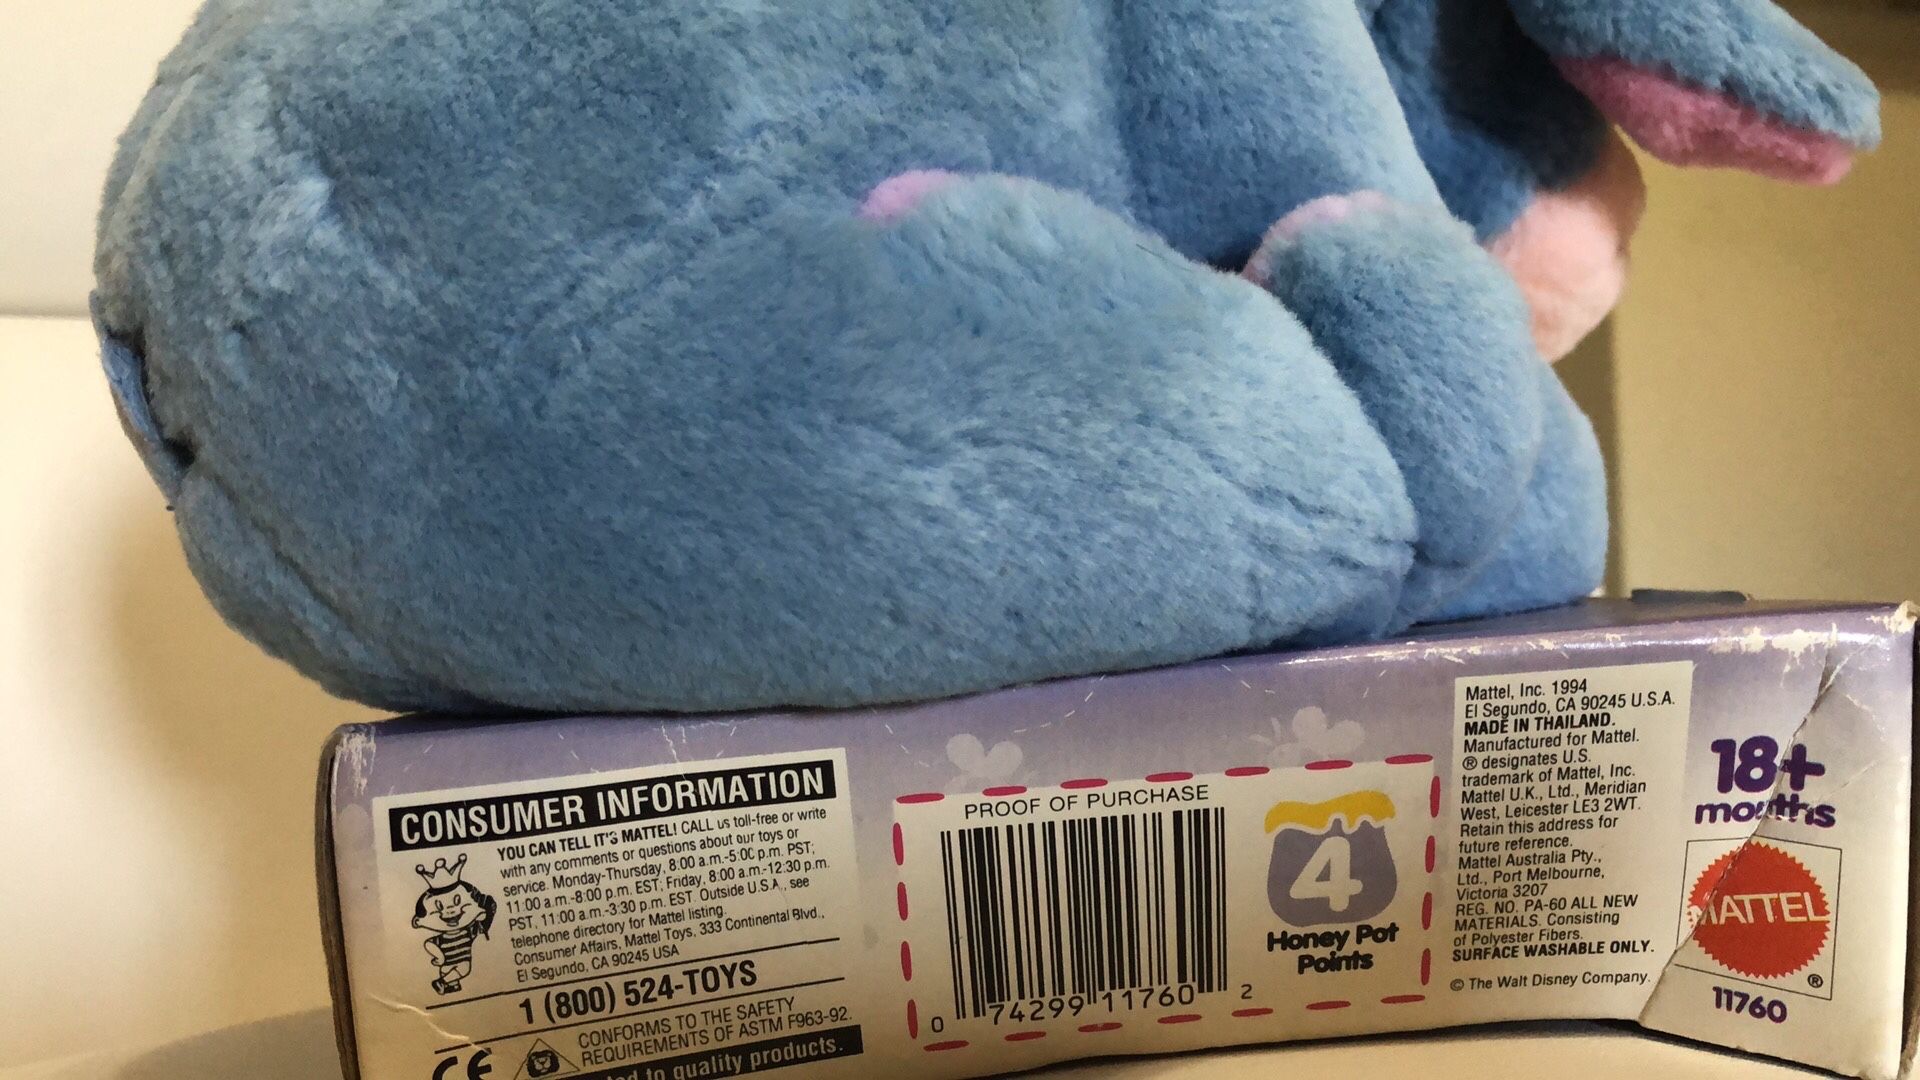 CONSUMER INFORMATION
YOU CAN TELL IT'S MATTEL! CALL us toll-free or write
with any comments or questions about our toys or
service. Monday-Thursday, 8:00 a.m.-5:00 p.m. PST;
11:00 a.m.-8:00 p.m. EST; Friday, 8:00 a.m.-12:30 p.m.
PST, 11:00 a.m.-3:30 p.m. EST. Outside U.S.A., see
telephone directory for Mattel listing.
Consumer Affairs, Mattel Toys, 333 Continental Blvd.,
El Segundo, CA 90245 USA
1 (800) 524-TOYS
CE
CONFORMS TO THE SAFETY
REQUIREMENTS OF ASTM F963-92.
to quality products.
PROOF OF PURCHASE
0 74299 11760 2
4
Honey Pot
Points
Mattel, Inc. 1994
El Segundo, CA 90245 U.S.A.
MADE IN THAILAND.
Manufactured for Mattel.
® designates U.S.
trademark of Mattel, Inc.
Mattel U.K., Ltd., Meridian
West, Leicester LE3 2WT.
Retain this address for
future reference.
Mattel Australia Pty.,
Ltd., Port Melbourne,
Victoria 3207
REG. NO. PA-60 ALL NEW
MATERIALS. Consisting
of Polyester Fibers.
SURFACE WASHABLE ONLY.
© The Walt Disney Company.
18+
months
MATTEL
®
11760